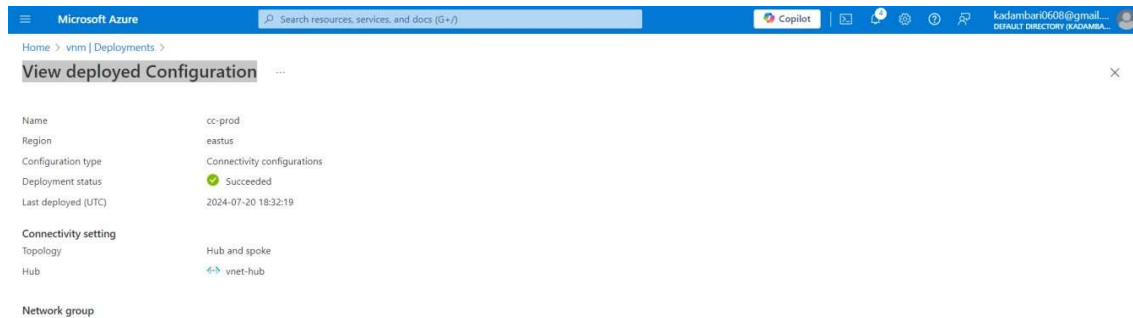 Microsoft Azure
Search resources, services, and docs (G+/)
Copilot
4
kadambari0608@gmail....
DEFAULT DIRECTORY (KADAMBA...
Home > vnm | Deployments >
View deployed Configuration ...
Name cc-prod
Region eastus
Configuration type Connectivity configurations
Deployment status Succeeded
Last deployed (UTC) 2024-07-20 18:32:19
Connectivity setting
Topology Hub and spoke
Hub vnet-hub
Network group